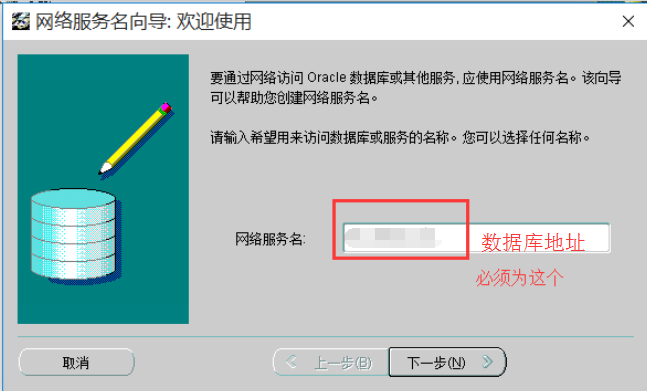 网络服务名向导: 欢迎使用
要通过网络访问 Oracle 数据库或其他服务, 应使用网络服务名。该向导
可以帮助您创建网络服务名。
请输入希望用来访问数据库或服务的名称。您可以选择任何名称。
网络服务名:
数据库地址
必须为这个
取消
上一步(B)
下一步(N)